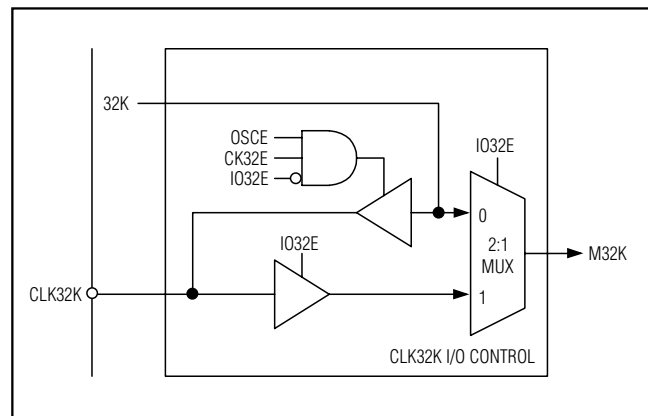 32K
OSCE
CK32E
IO32E
IO32E
0
2:1
MUX
M32K
IO32E
CLK32K
1
CLK32K I/O CONTROL